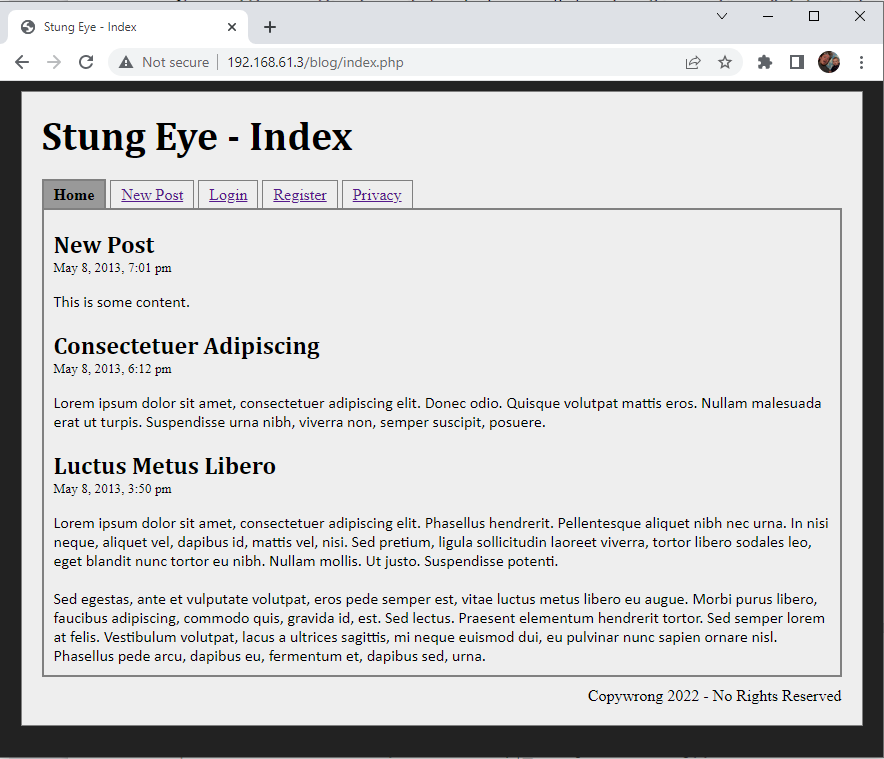 Stung Eye - Index
Not secure
192.168.61.3/blog/index.php
Stung Eye - Index
Home
New Post
Login
Register
Privacy
New Post
May 8, 2013, 7:01 pm
This is some content.
Consectetuer Adipiscing
May 8, 2013, 6:12 pm
Lorem ipsum dolor sit amet, consectetuer adipiscing elit. Donec odio. Quisque volutpat mattis eros. Nullam malesuada
erat ut turpis. Suspendisse urna nibh, viverra non, semper suscipit, posuere.
Luctus Metus Libero
May 8, 2013, 3:50 pm
Lorem ipsum dolor sit amet, consectetuer adipiscing elit. Phasellus hendrerit. Pellentesque aliquet nibh nec urna. In nisi
neque, aliquet vel, dapibus id, mattis vel, nisi. Sed pretium, ligula sollicitudin laoreet viverra, tortor libero sodales leo,
eget blandit nunc tortor eu nibh. Nullam mollis. Ut justo. Suspendisse potenti.
Sed egestas, ante et vulputate volutpat, eros pede semper est, vitae luctus metus libero eu augue. Morbi purus libero,
faucibus adipiscing, commodo quis, gravida id, est. Sed lectus. Praesent elementum hendrerit tortor. Sed semper lorem
at felis. Vestibulum volutpat, lacus a ultrices sagittis, mi neque euismod dui, eu pulvinar nunc sapien ornare nisl.
Phasellus pede arcu, dapibus eu, fermentum et, dapibus sed, urna.
Copywrong 2022 - No Rights Reserved